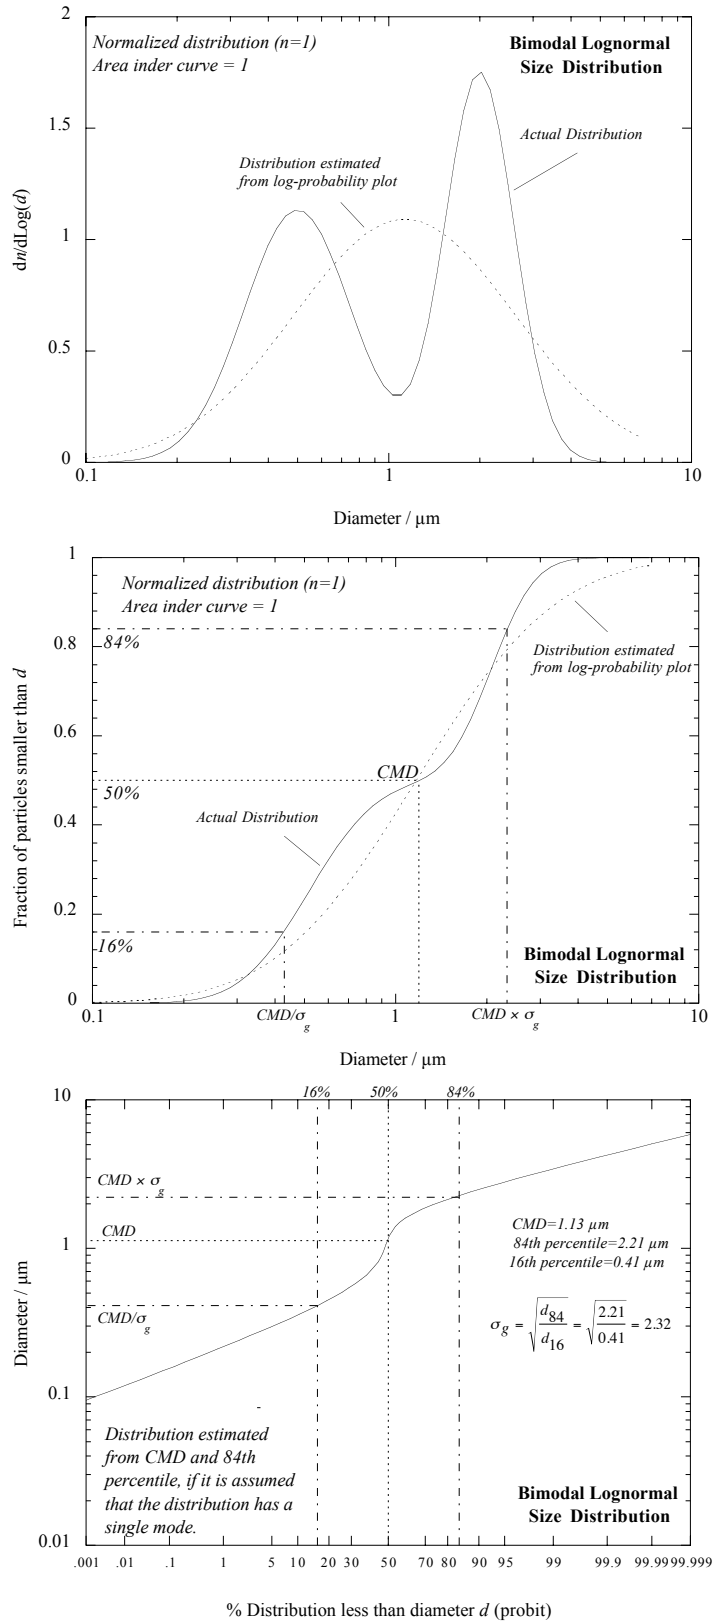 2
Normalized distribution (n=1)
Area inder curve = 1
Bimodal Lognormal
Size Distribution
1.5
Actual Distribution
Distribution estimated
from log-probability plot
dn/dLog(d)
1
0.5
0
0.1
1
10
Diameter / µm
1
Normalized distribution (n=1)
Area inder curve = 1
84%
0.8
Distribution estimated
from log-probability plot
Fraction of particles smaller than d
0.6
CMD
50%
0.4
Actual Distribution
0.2
16%
Bimodal Lognormal
Size Distribution
0
0.1
CMD/σg
1
CMD × σg
10
Diameter / µm
16%
50%
84%
10
CMD × σg
CMD
CMD=1.13 µm
84th percentile=2.21 µm
16th percentile=0.41 µm
1
Diameter / µm
CMD/σg
σg = √(d84/d16) = √(2.21/0.41) = 2.32
0.1
Distribution estimated
from CMD and 84th
percentile, if it is assumed
that the distribution has a
single mode.
Bimodal Lognormal
Size Distribution
0.01
.001 .01 .1 1 5 10 20 30 50 70 80 90 95 99 99.9 99.99 99.999
% Distribution less than diameter d (probit)